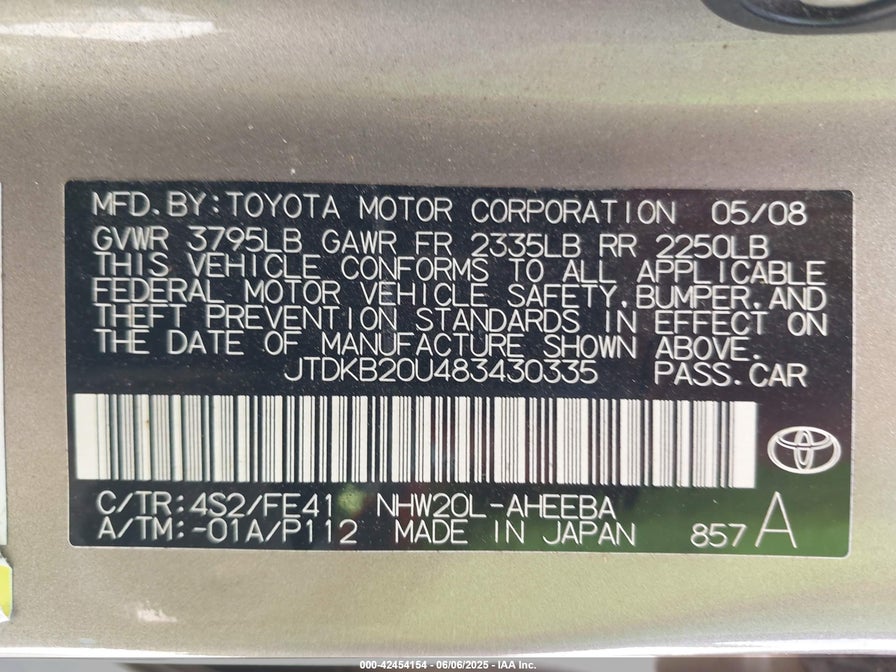 MFD.BY:TOYOTA MOTOR CORPORATION 05/08
GVWR 3795LB GAWR FR 2335LB RR 2250LB
THIS VEHICLE CONFORMS TO ALL APPLICABLE
FEDERAL MOTOR VEHICLE SAFETY,BUMPER,AND
THEFT PREVENTION STANDARDS IN EFFECT ON
THE DATE OF MANUFACTURE SHOWN ABOVE.
JTDKB20U483430335 PASS.CAR
C/TR:4S2/FE41 NHW20L-AHEEBA
A/TM:-01A/P112 MADE IN JAPAN 857 A
000-42454154 - 06/06/2025 - IAA Inc.